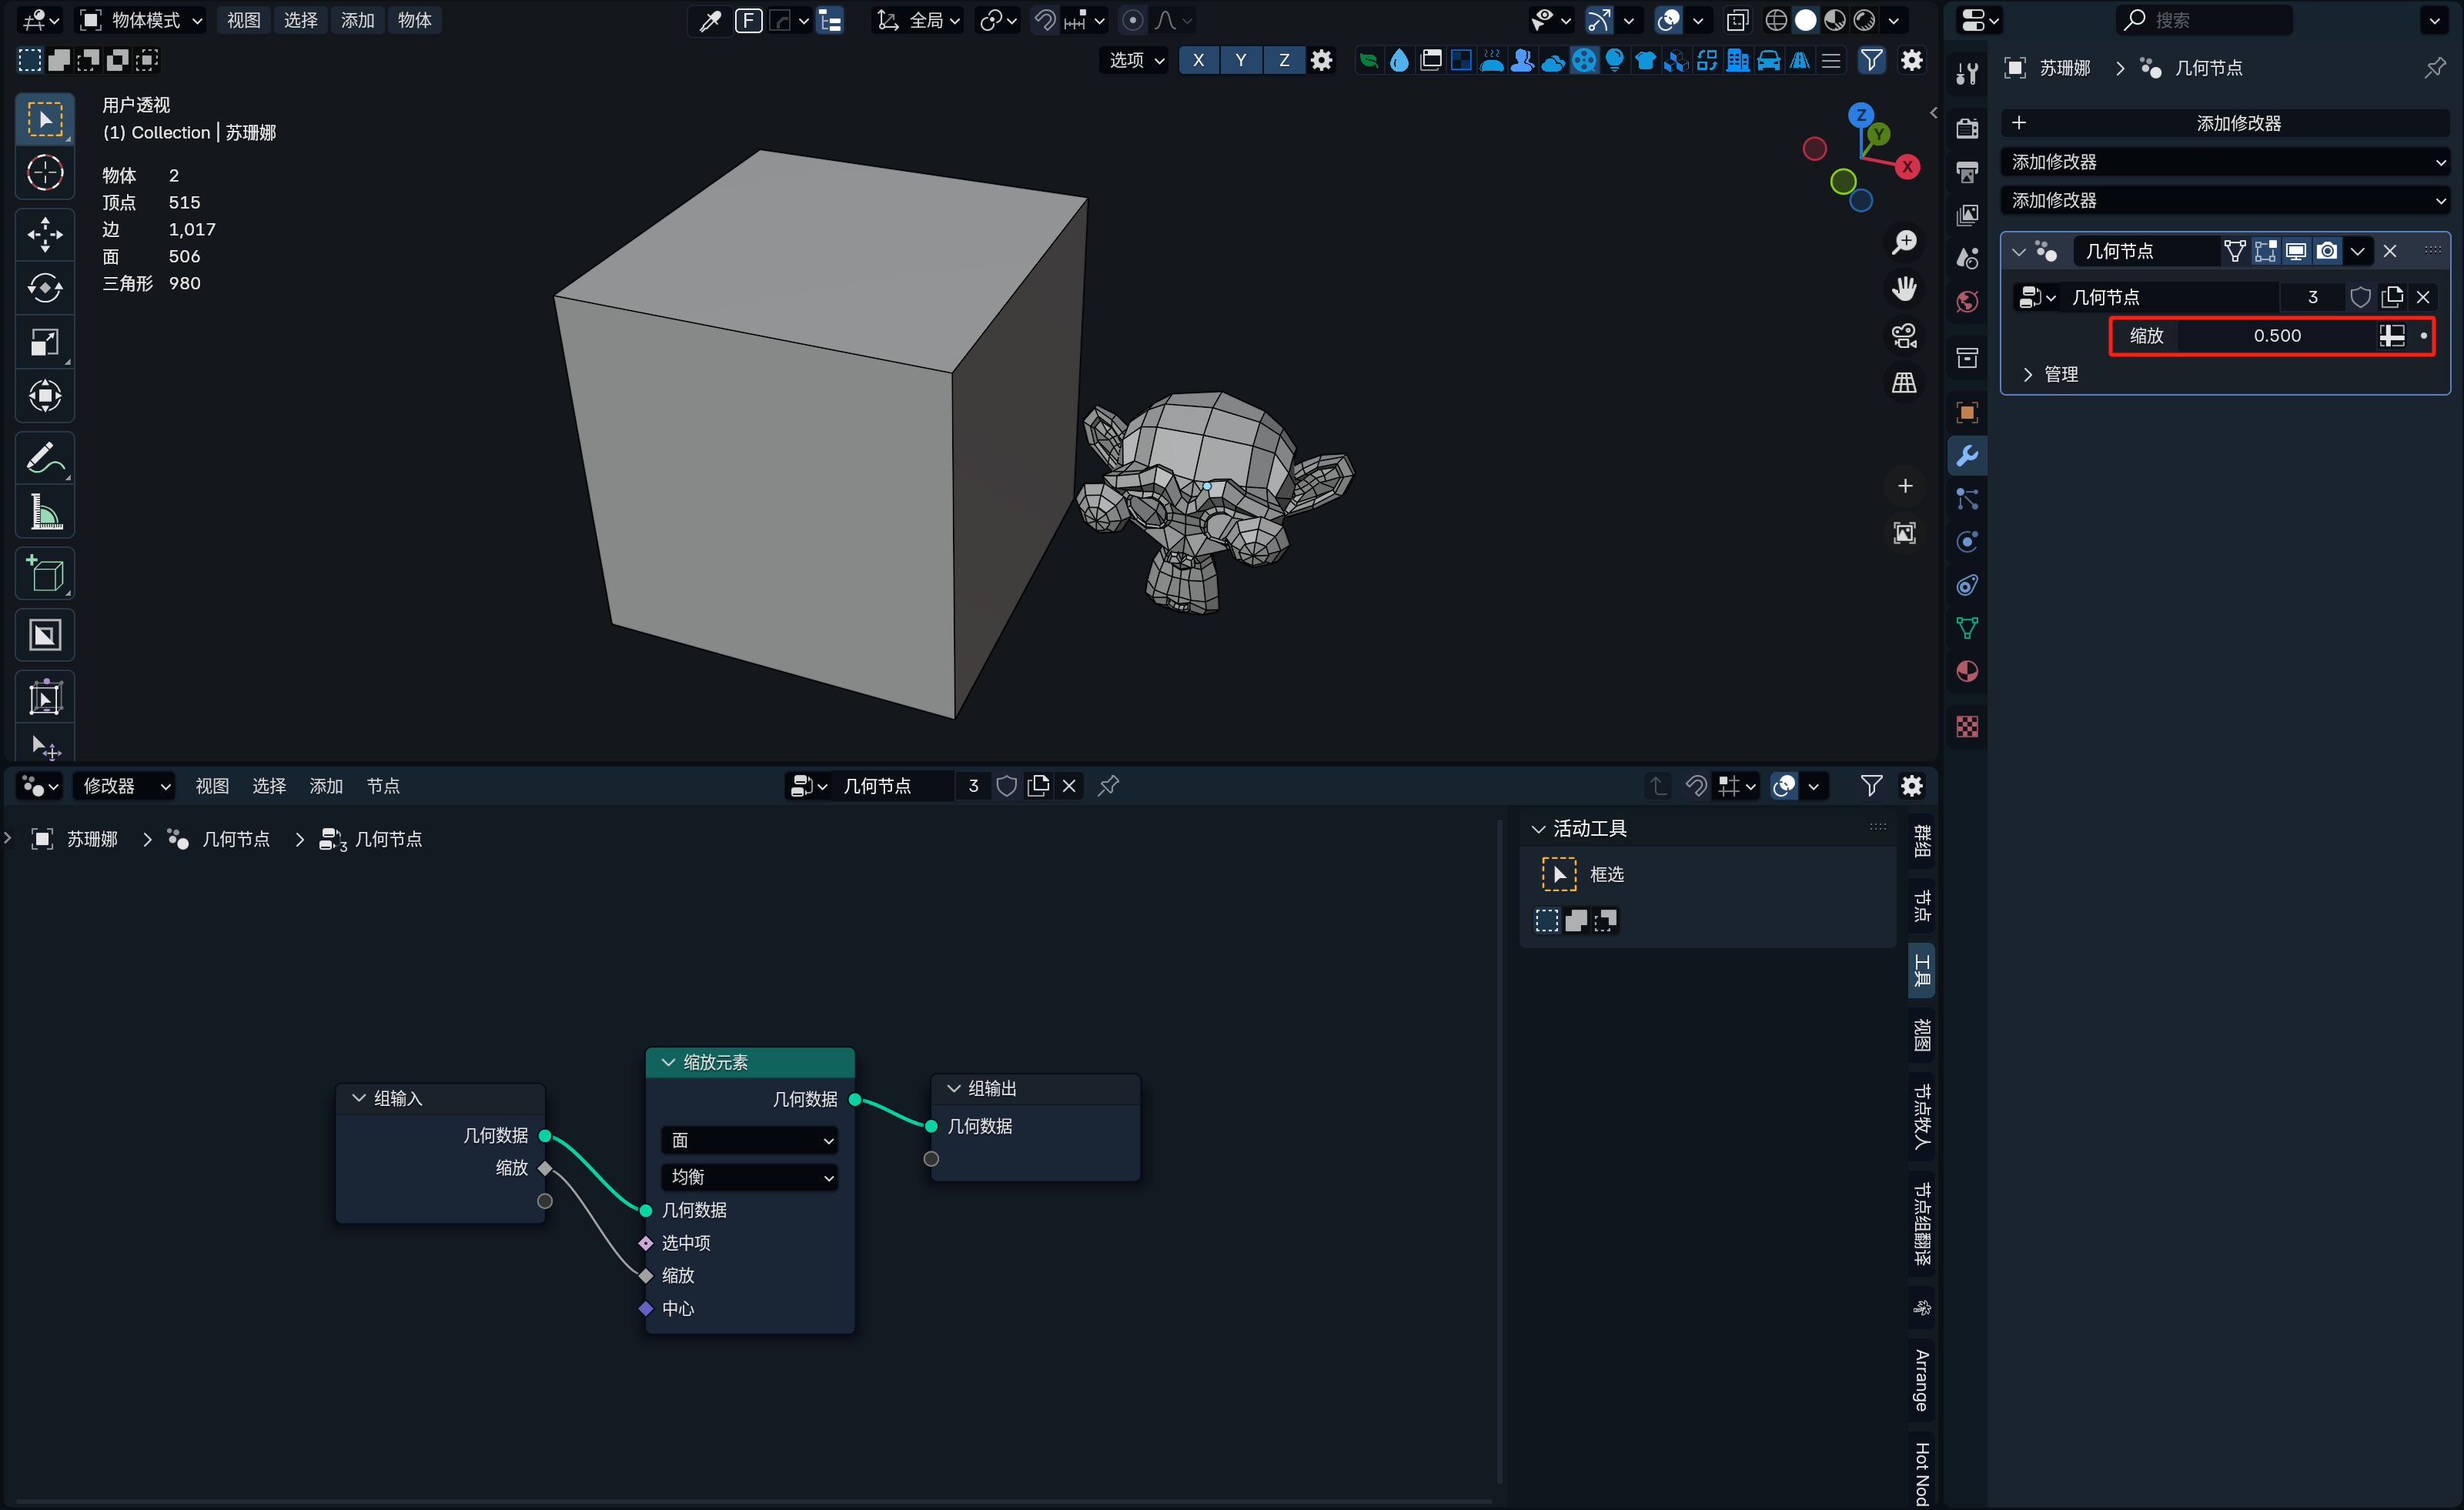 物体模式 视图 选择 添加 物体 F 全局 搜索
选项 X Y Z
苏珊娜 几何节点
用户透视
(1) Collection | 苏珊娜
物体 2
顶点 515
边 1,017
面 506
三角形 980
Z
Y
X
添加修改器
添加修改器
添加修改器
几何节点
几何节点 3
缩放 0.500
管理
修改器 视图 选择 添加 节点 几何节点 3
苏珊娜 几何节点 3 几何节点
活动工具
框选
群组
节点
工具
视图
节点牧人
节点组翻译
Arrange
Hot Nod
组输入
几何数据
缩放
缩放元素
几何数据
面
均衡
几何数据
选中项
缩放
中心
组输出
几何数据